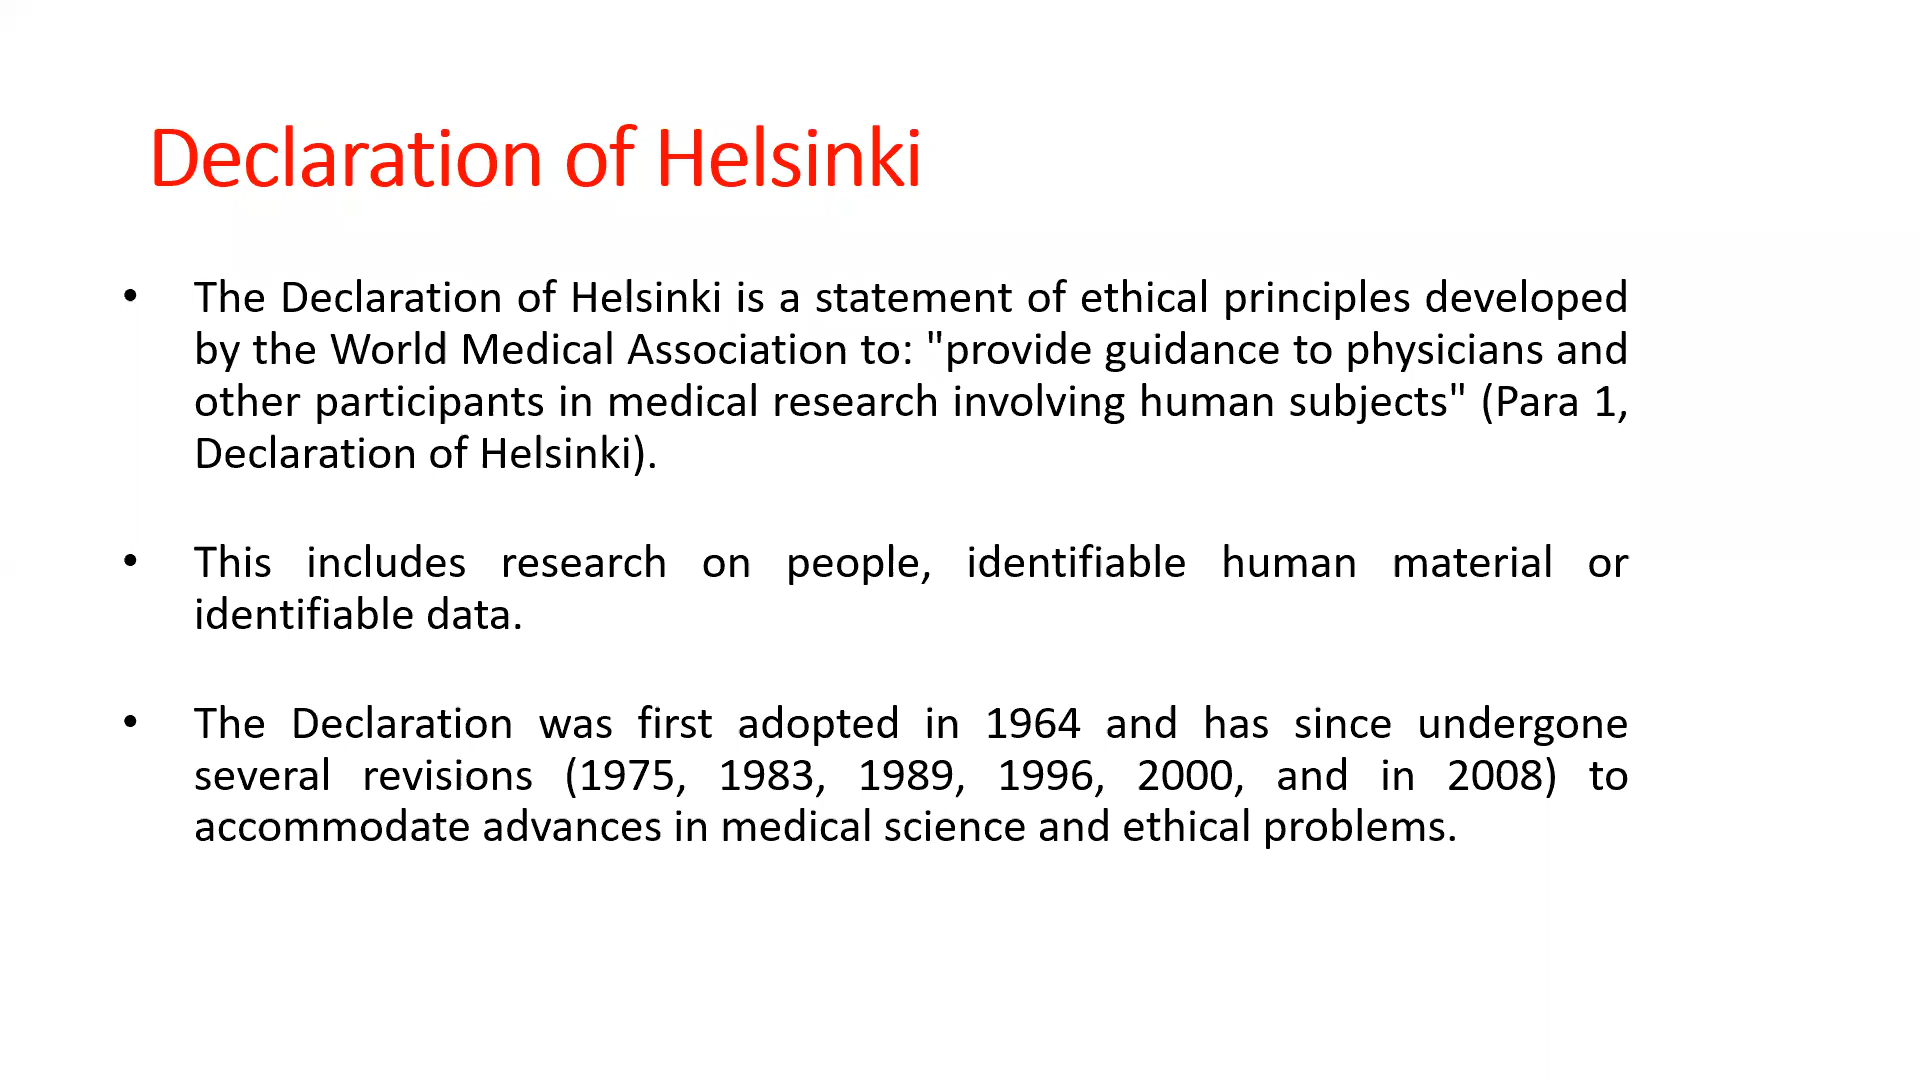 Declaration of Helsinki
• The Declaration of Helsinki is a statement of ethical principles developed
by the World Medical Association to: "provide guidance to physicians and
other participants in medical research involving human subjects" (Para 1,
Declaration of Helsinki).
• This includes research on people, identifiable human material or
identifiable data.
• The Declaration was first adopted in 1964 and has since undergone
several revisions (1975, 1983, 1989, 1996, 2000, and in 2008) to
accommodate advances in medical science and ethical problems.